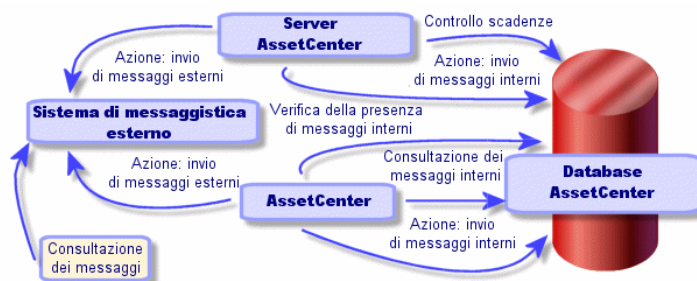 Server
AssetCenter
Controllo scadenze
Azione: invio
di messaggi esterni
Azione: invio
di messaggi interni
Sistema di messaggistica
esterno
Verifica della presenza
di messaggi interni
Azione: invio
di messaggi esterni
Consultazione dei
messaggi interni
Database
AssetCenter
AssetCenter
Azione: invio
di messaggi interni
Consultazione
dei messaggi